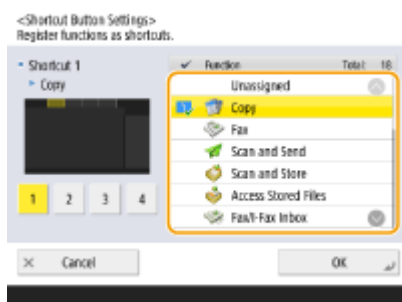 <Shortcut Button Settings>
Register functions as shortcuts.
Shortcut 1
Copy
1 2 3 4
✓ Function Total: 18
Unassigned
1 Copy
Fax
Scan and Send
Scan and Store
Access Stored Files
Fax/I-Fax Inbox
× Cancel
OK